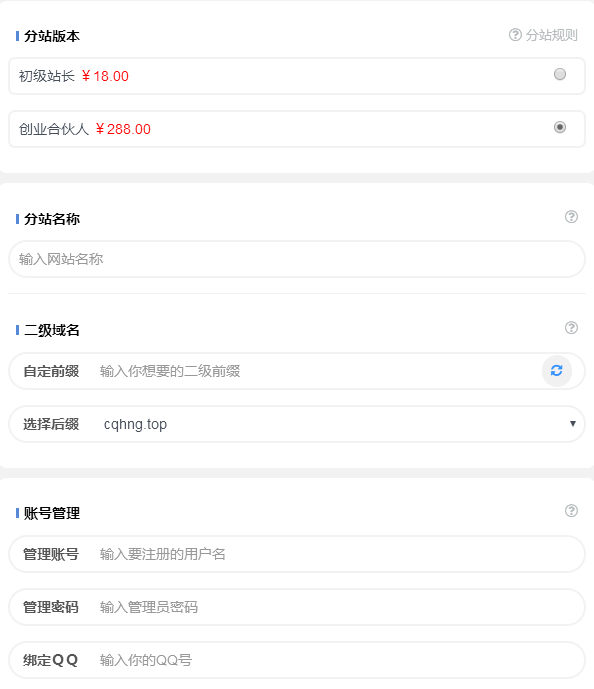 分站版本
分站规则
初级站长 ￥18.00
创业合伙人 ￥288.00
分站名称
输入网站名称
二级域名
自定前缀 输入你想要的二级前缀
选择后缀 cqhng.top
账号管理
管理账号 输入要注册的用户名
管理密码 输入管理员密码
绑定ＱＱ 输入你的QQ号